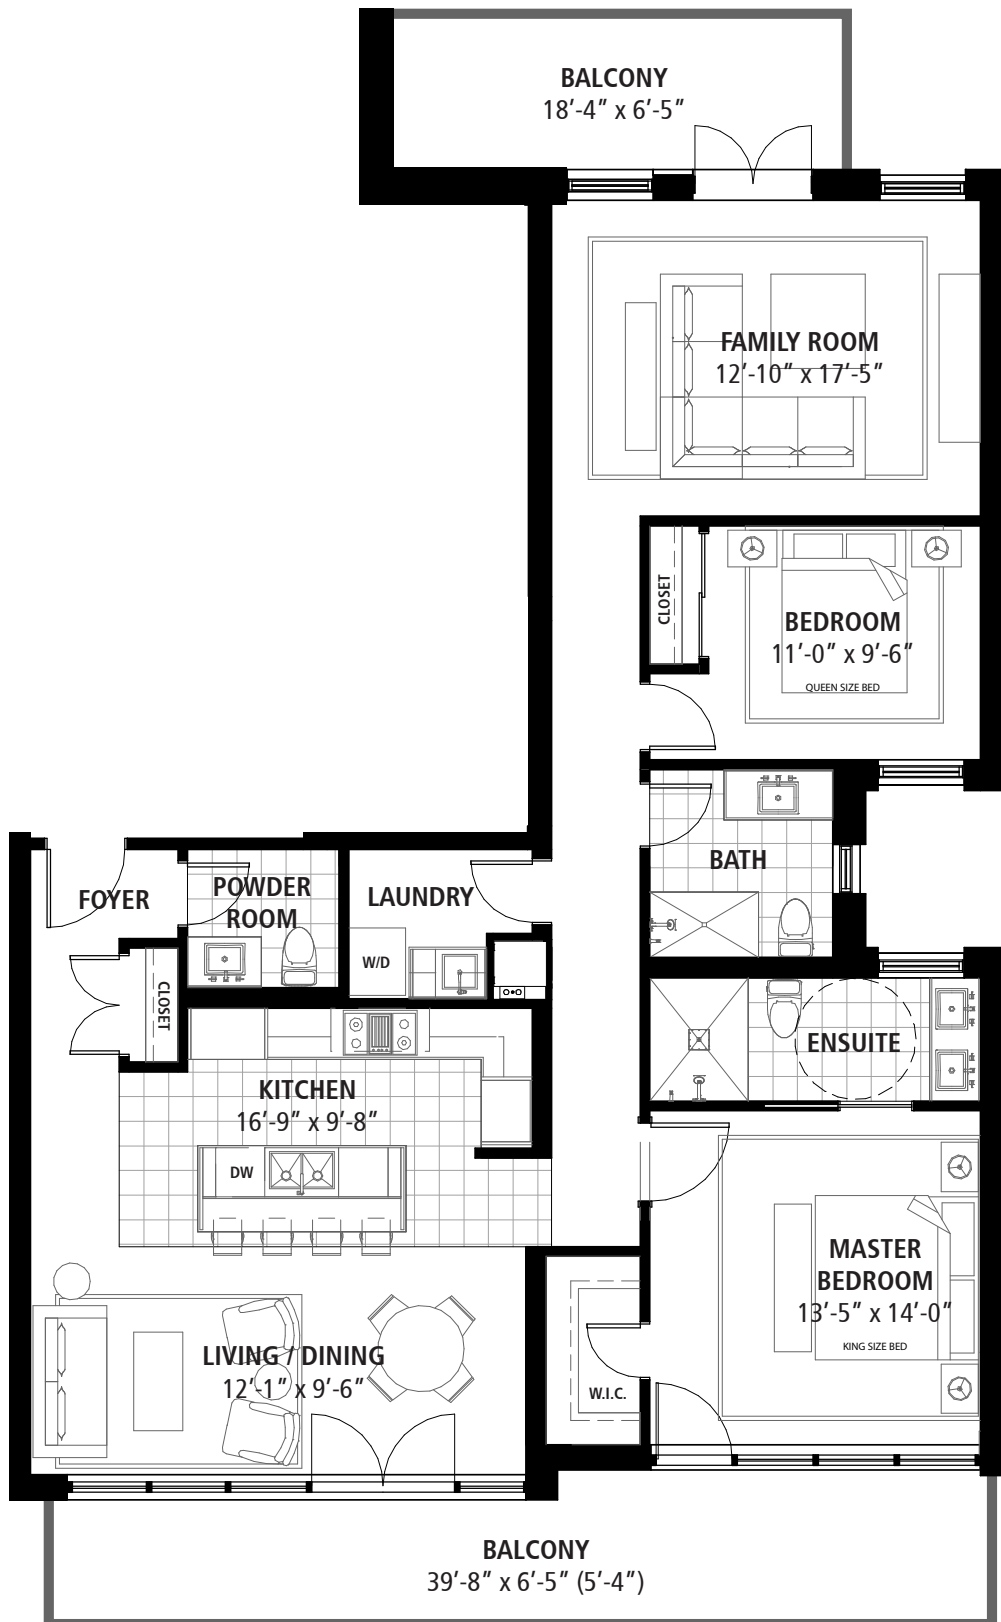 BALCONY
18’-4” x 6’-5”
FAMILY ROOM
12’-10” x 17’-5”
CLOSET
BEDROOM
11’-0” x 9’-6”
QUEEN SIZE BED
BATH
FOYER
POWDER
ROOM
LAUNDRY
W/D
CLOSET
ENSUITE
KITCHEN
16’-9” x 9’-8”
DW
MASTER
BEDROOM
13’-5” x 14’-0”
KING SIZE BED
LIVING / DINING
12’-1” x 9’-6”
W.I.C.
BALCONY
39’-8” x 6’-5” (5’-4”)